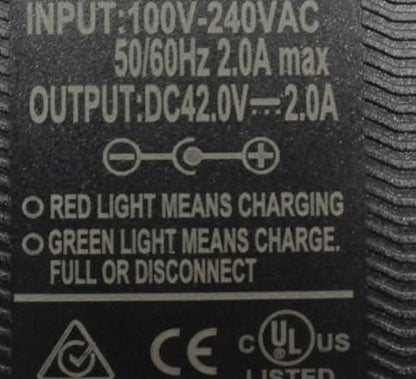 INPUT:100V-240VAC
50/60Hz 2.0A max
OUTPUT:DC42.0V⎓2.0A
RED LIGHT MEANS CHARGING
GREEN LIGHT MEANS CHARGE.
FULL OR DISCONNECT
CE
c UL ® US
LISTED